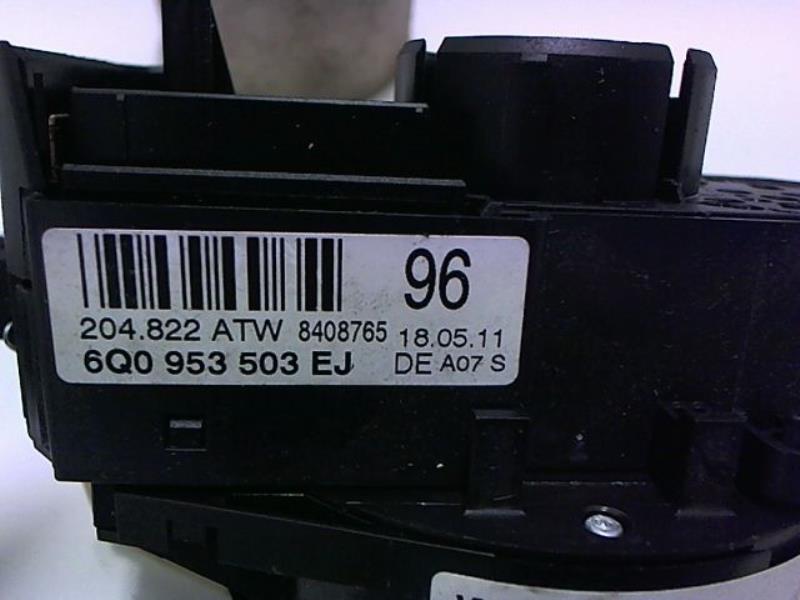 96
204.822 ATW 8408765 18.05.11
6Q0 953 503 EJ DE A07 S